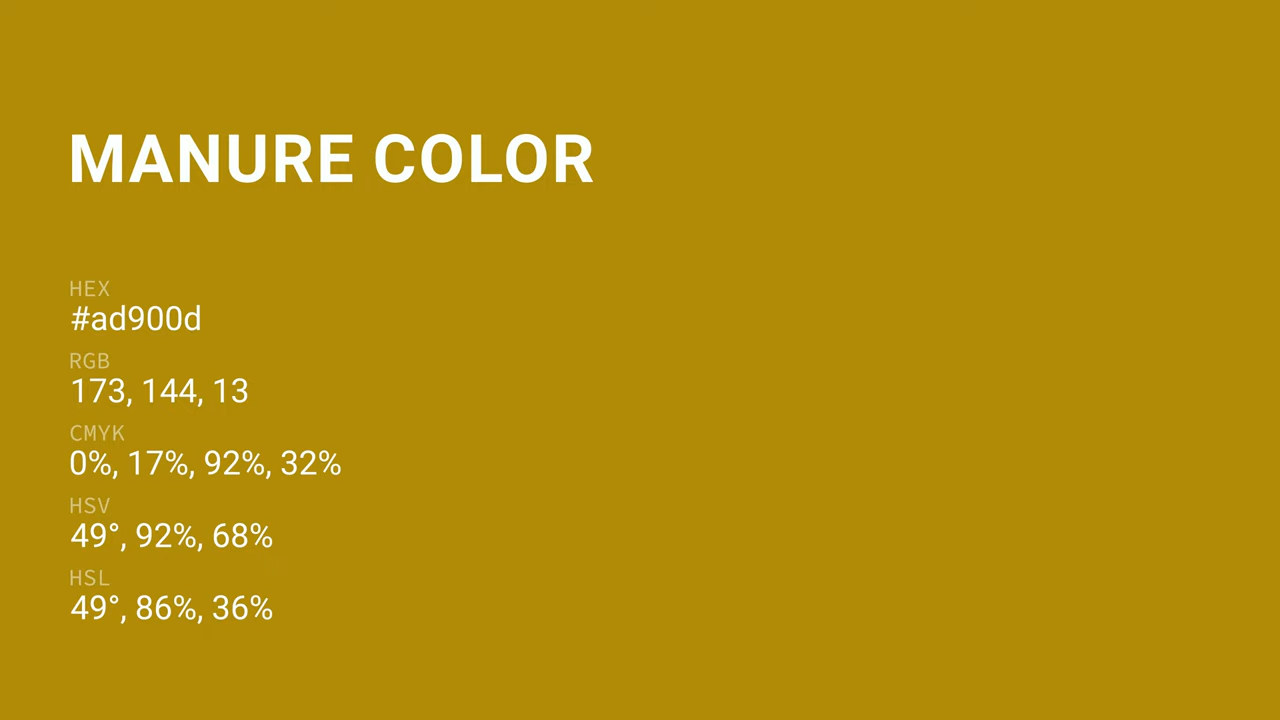 MANURE COLOR
HEX
#ad900d
RGB
173, 144, 13
CMYK
0%, 17%, 92%, 32%
HSV
49°, 92%, 68%
HSL
49°, 86%, 36%